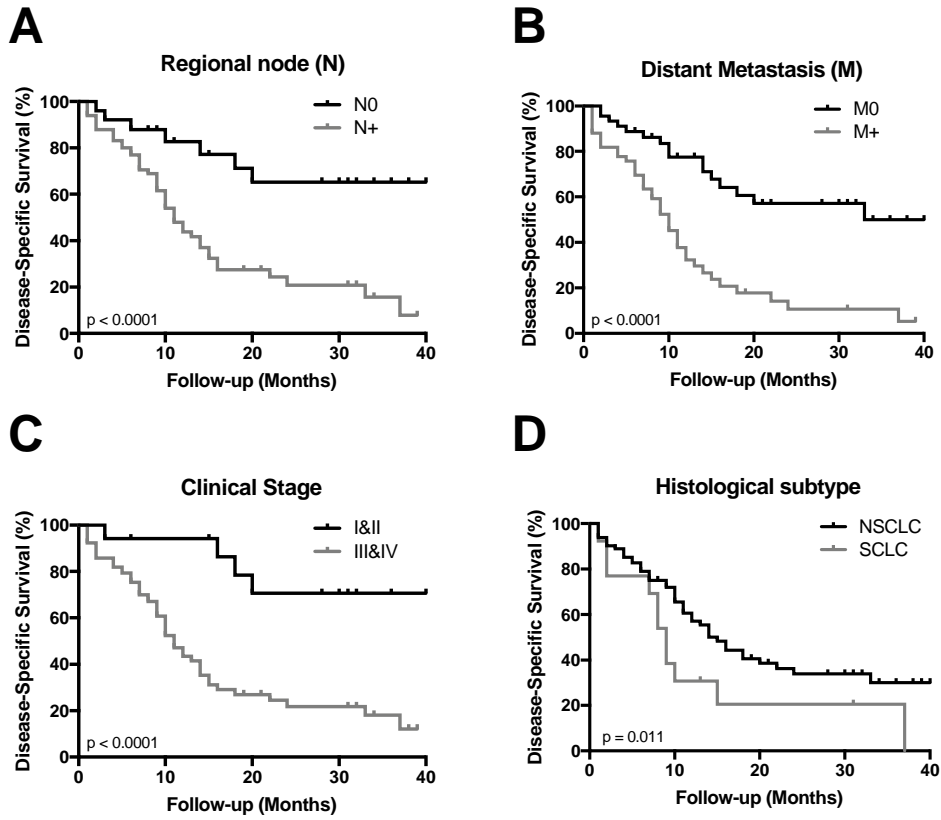 A
Regional node (N)
Disease-Specific Survival (%)
100
80
60
40
20
0
N0
N+
p < 0.0001
0 10 20 30 40
Follow-up (Months)
B
Distant Metastasis (M)
Disease-Specific Survival (%)
100
80
60
40
20
0
M0
M+
p < 0.0001
0 10 20 30 40
Follow-up (Months)
C
Clinical Stage
Disease-Specific Survival (%)
100
80
60
40
20
0
I&II
III&IV
p < 0.0001
0 10 20 30 40
Follow-up (Months)
D
Histological subtype
Disease-Specific Survival (%)
100
80
60
40
20
0
NSCLC
SCLC
p = 0.011
0 10 20 30 40
Follow-up (Months)